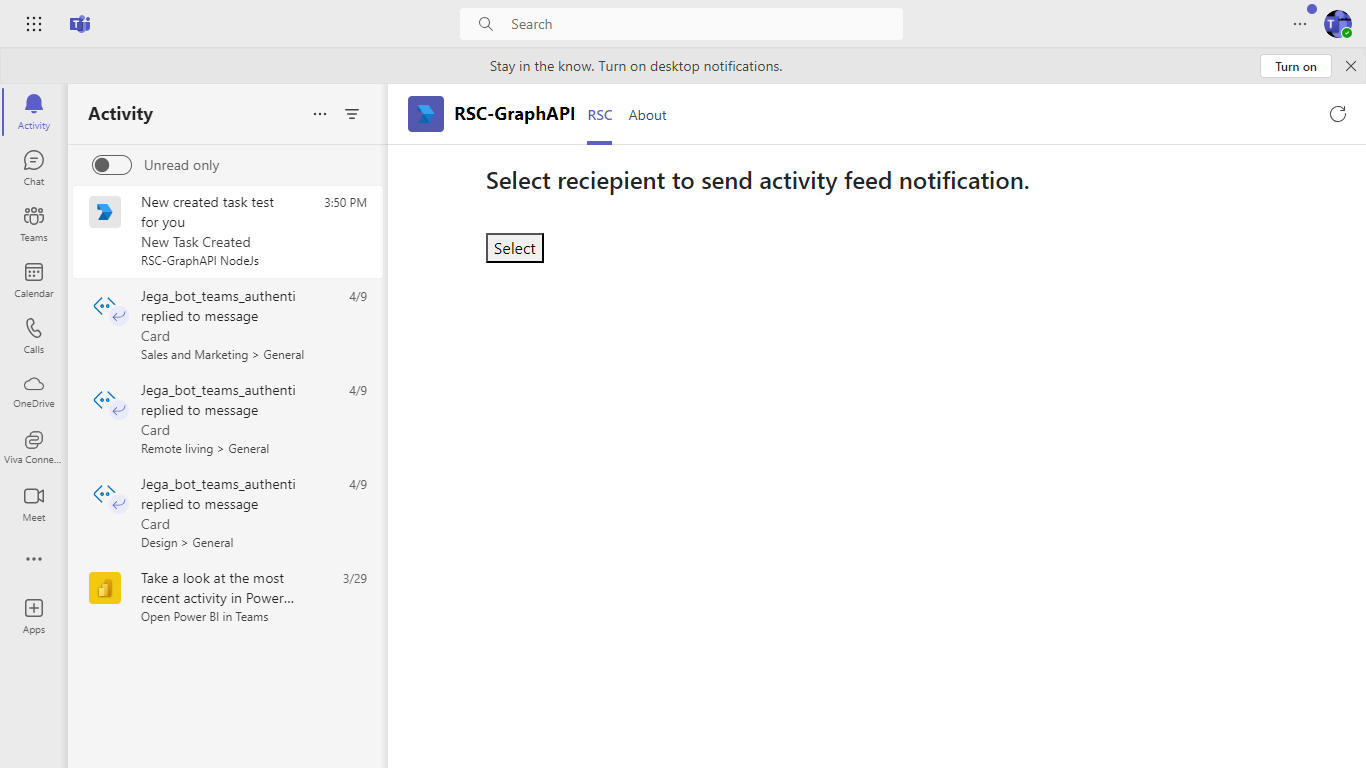 Search
Stay in the know. Turn on desktop notifications.
Turn on
Activity
Chat
Teams
Calendar
Calls
OneDrive
Viva Conne...
Meet
Apps
Activity
Unread only
New created task test
for you
3:50 PM
New Task Created
RSC-GraphAPI NodeJs
Jega_bot_teams_authenti
replied to message
4/9
Card
Sales and Marketing > General
Jega_bot_teams_authenti
replied to message
4/9
Card
Remote living > General
Jega_bot_teams_authenti
replied to message
4/9
Card
Design > General
Take a look at the most
recent activity in Power...
3/29
Open Power BI in Teams
RSC-GraphAPI
RSC
About
Select reciepient to send activity feed notification.
Select